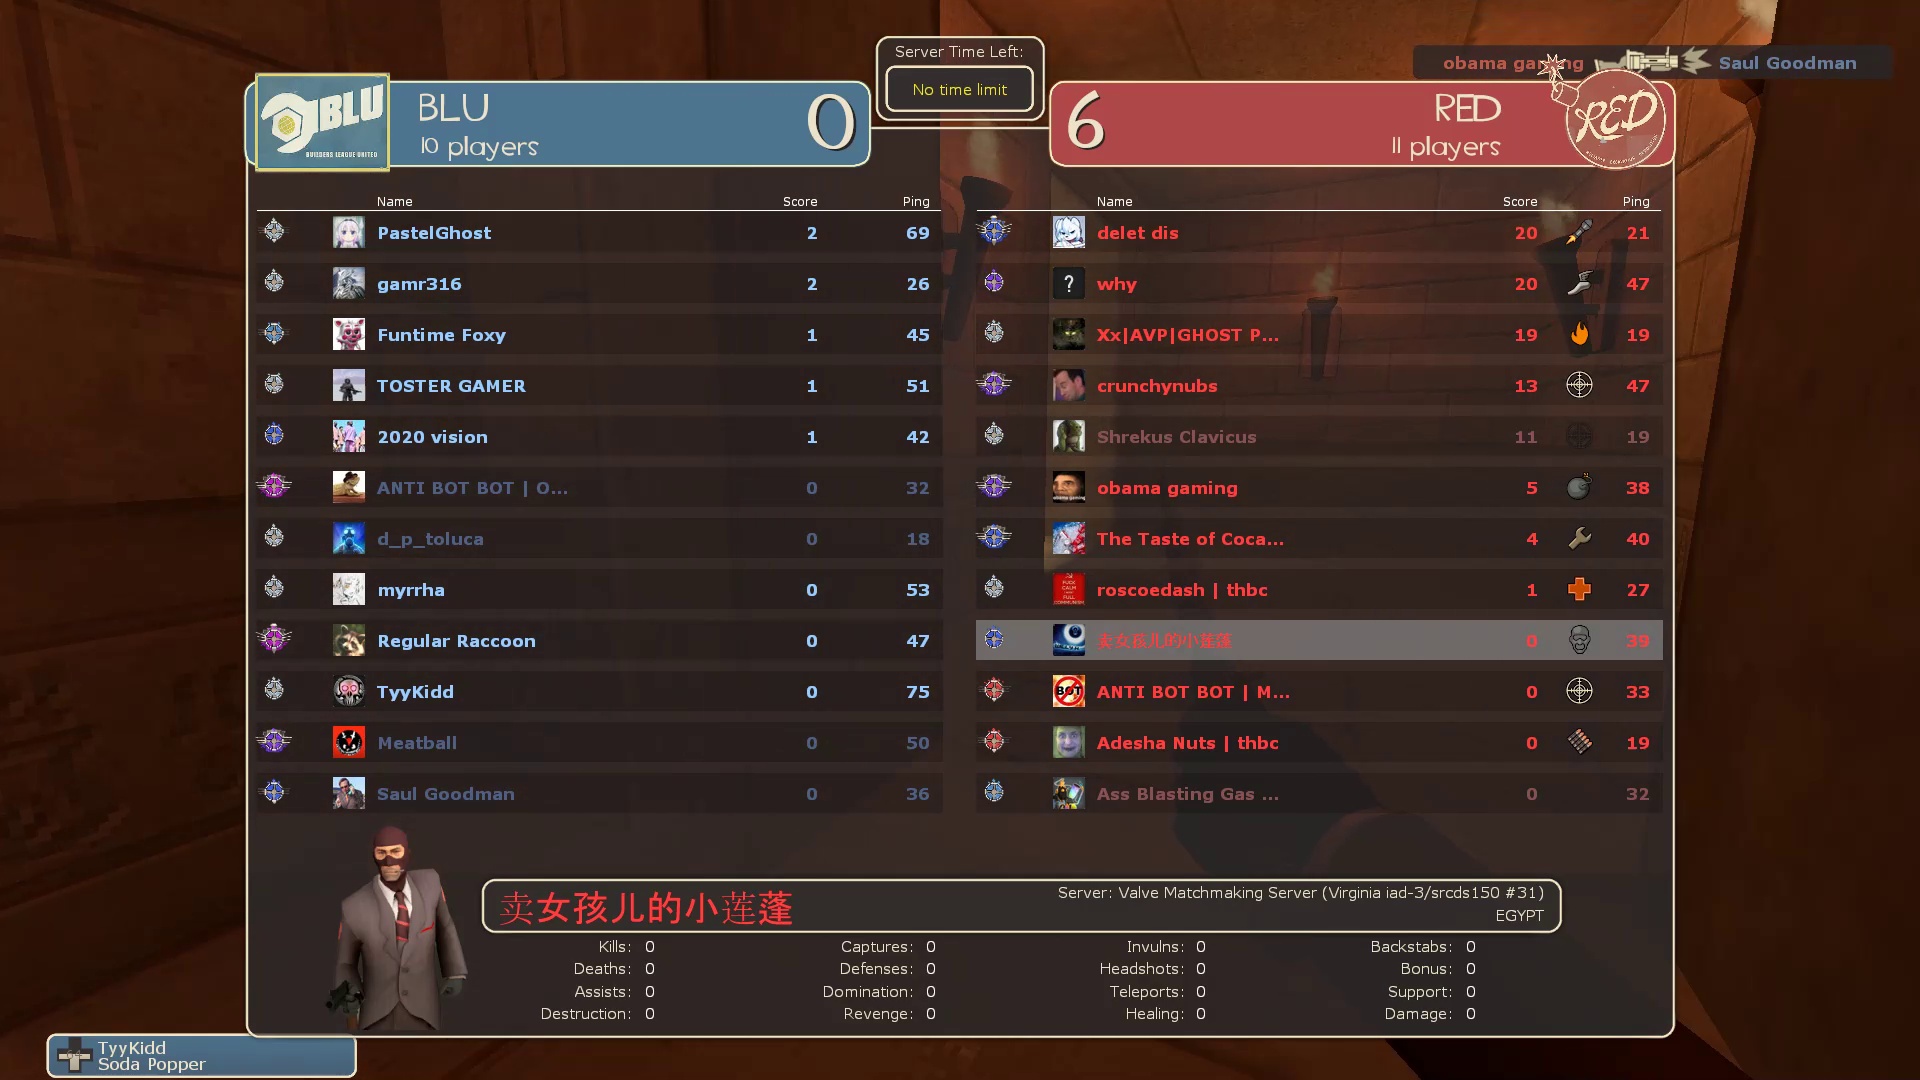 Server Time Left:
No time limit
obama gaming Saul Goodman
BLU
BUILDERS LEAGUE UNITED
BLU
10 players
0
6
RED
11 players
RED
Name Score Ping
PastelGhost 2 69
gamr316 2 26
Funtime Foxy 1 45
TOSTER GAMER 1 51
2020 vision 1 42
ANTI BOT BOT | O... 0 32
d_p_toluca 0 18
myrrha 0 53
Regular Raccoon 0 47
TyyKidd 0 75
Meatball 0 50
Saul Goodman 0 36
Name Score Ping
delet dis 20 21
? why 20 47
Xx|AVP|GHOST P... 19 19
crunchynubs 13 47
Shrekus Clavicus 11 19
obama gaming 5 38
The Taste of Coca... 4 40
roscoedash | thbc 1 27
卖女孩儿的小莲蓬 0 39
BOT ANTI BOT BOT | M... 0 33
Adesha Nuts | thbc 0 19
Ass Blasting Gas ... 0 32
卖女孩儿的小莲蓬
Server: Valve Matchmaking Server (Virginia iad-3/srcds150 #31)
EGYPT
Kills: 0 Captures: 0 Invulns: 0 Backstabs: 0
Deaths: 0 Defenses: 0 Headshots: 0 Bonus: 0
Assists: 0 Domination: 0 Teleports: 0 Support: 0
Destruction: 0 Revenge: 0 Healing: 0 Damage: 0
TyyKidd
Soda Popper